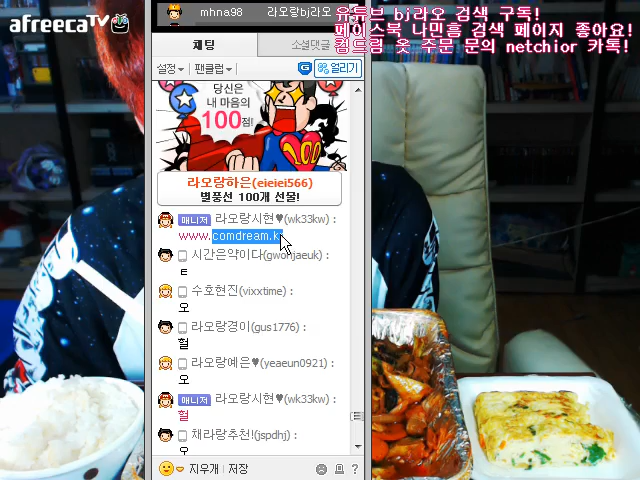 afreecaTV
mhna98 라오랑bj라오
유튜브 bj라오 검색 구독!
페이스북 나민흠 검색 페이지 좋아요!
컴드림 옷 주문 문의 netchior 카톡!
채팅 소셜댓글
설정 팬클럽 열리기
당신은
내 마음의
100점!
100
라오랑하은(eieiei566)
별풍선 100개 선물!
매니저 라오랑시현♥(wk33kw) :
www.comdream.k
시간은약이다(gwonjaeuk) :
ㅌ
수호현진(vixxtime) :
오
라오랑경이(gus1776) :
헐
라오랑예은♥(yeaeun0921) :
오
매니저 라오랑시현♥(wk33kw) :
헐
채라랑추천!(jspdhj) :
오
지우개 저장